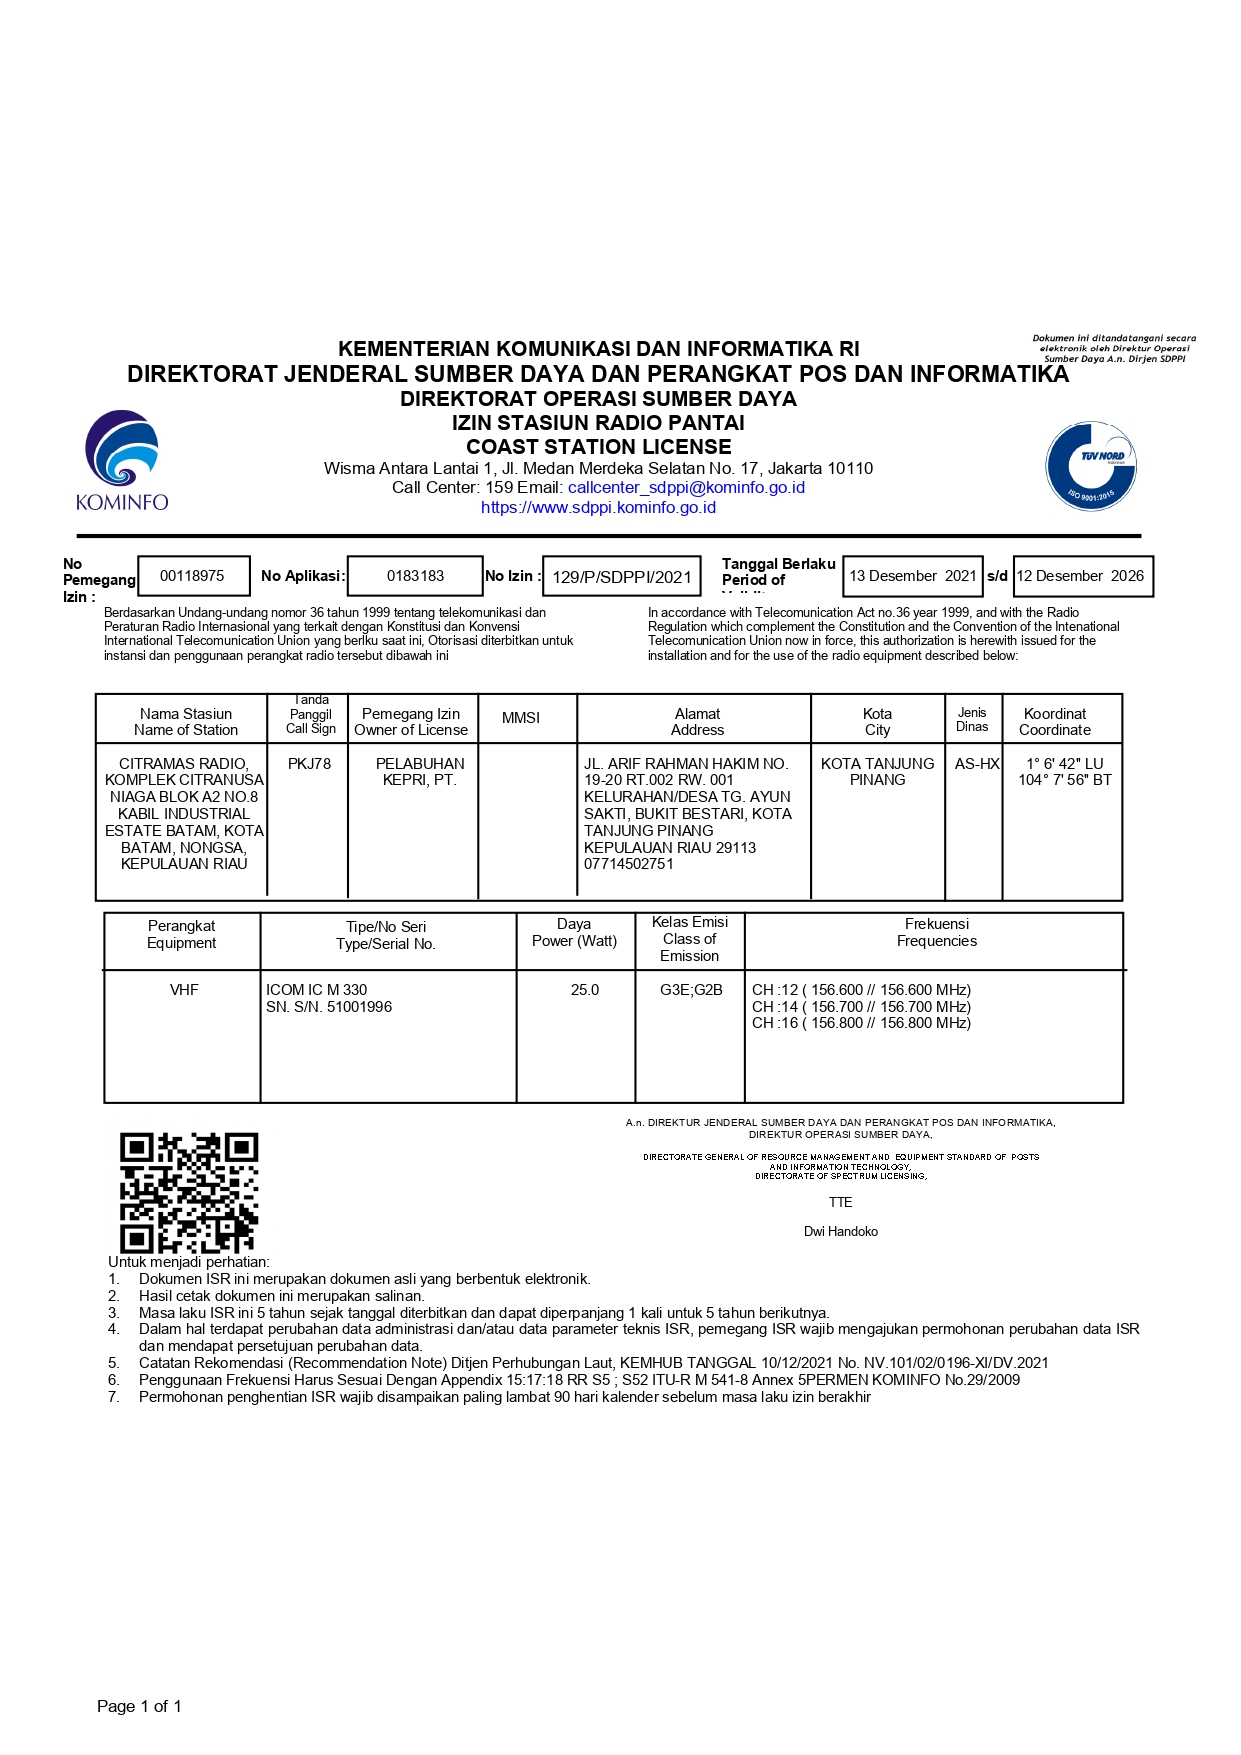 Dokumen ini ditandatangani secara
elektronik oleh Direktur Operasi
Sumber Daya A.n. Dirjen SDPPI
KEMENTERIAN KOMUNIKASI DAN INFORMATIKA RI
DIREKTORAT JENDERAL SUMBER DAYA DAN PERANGKAT POS DAN INFORMATIKA
DIREKTORAT OPERASI SUMBER DAYA
IZIN STASIUN RADIO PANTAI
COAST STATION LICENSE
Wisma Antara Lantai 1, Jl. Medan Merdeka Selatan No. 17, Jakarta 10110
Call Center: 159 Email: callcenter_sdppi@kominfo.go.id
https://www.sdppi.kominfo.go.id
KOMINFO
TÜV NORD
Indonesia
ISO 9001:2015
No
Pemegang
Izin :
00118975
No Aplikasi:
0183183
No Izin :
129/P/SDPPI/2021
Tanggal Berlaku
Period of
13 Desember 2021
s/d
12 Desember 2026
Berdasarkan Undang-undang nomor 36 tahun 1999 tentang telekomunikasi dan
Peraturan Radio Internasional yang terkait dengan Konstitusi dan Konvensi
International Telecomunication Union yang berlku saat ini, Otorisasi diterbitkan untuk
instansi dan penggunaan perangkat radio tersebut dibawah ini
In accordance with Telecomunication Act no.36 year 1999, and with the Radio
Regulation which complement the Constitution and the Convention of the Intenational
Telecomunication Union now in force, this authorization is herewith issued for the
installation and for the use of the radio equipment described below:
Nama Stasiun
Name of Station
Tanda
Panggil
Call Sign
Pemegang Izin
Owner of License
MMSI
Alamat
Address
Kota
City
Jenis
Dinas
Koordinat
Coordinate
CITRAMAS RADIO,
KOMPLEK CITRANUSA
NIAGA BLOK A2 NO.8
KABIL INDUSTRIAL
ESTATE BATAM, KOTA
BATAM, NONGSA,
KEPULAUAN RIAU
PKJ78
PELABUHAN
KEPRI, PT.
JL. ARIF RAHMAN HAKIM NO.
19-20 RT.002 RW. 001
KELURAHAN/DESA TG. AYUN
SAKTI, BUKIT BESTARI, KOTA
TANJUNG PINANG
KEPULAUAN RIAU 29113
07714502751
KOTA TANJUNG
PINANG
AS-HX
1° 6' 42" LU
104° 7' 56" BT
Perangkat
Equipment
Tipe/No Seri
Type/Serial No.
Daya
Power (Watt)
Kelas Emisi
Class of
Emission
Frekuensi
Frequencies
VHF
ICOM IC M 330
SN. S/N. 51001996
25.0
G3E;G2B
CH :12 ( 156.600 // 156.600 MHz)
CH :14 ( 156.700 // 156.700 MHz)
CH :16 ( 156.800 // 156.800 MHz)
A.n. DIREKTUR JENDERAL SUMBER DAYA DAN PERANGKAT POS DAN INFORMATIKA,
DIREKTUR OPERASI SUMBER DAYA,
DIRECTORATE GENERAL OF RESOURCE MANAGEMENT AND EQUIPMENT STANDARD OF POSTS
AND INFORMATION TECHNOLOGY,
DIRECTORATE OF SPECTRUM LICENSING,
TTE
Dwi Handoko
Untuk menjadi perhatian:
1. Dokumen ISR ini merupakan dokumen asli yang berbentuk elektronik.
2. Hasil cetak dokumen ini merupakan salinan.
3. Masa laku ISR ini 5 tahun sejak tanggal diterbitkan dan dapat diperpanjang 1 kali untuk 5 tahun berikutnya.
4. Dalam hal terdapat perubahan data administrasi dan/atau data parameter teknis ISR, pemegang ISR wajib mengajukan permohonan perubahan data ISR
dan mendapat persetujuan perubahan data.
5. Catatan Rekomendasi (Recommendation Note) Ditjen Perhubungan Laut, KEMHUB TANGGAL 10/12/2021 No. NV.101/02/0196-XI/DV.2021
6. Penggunaan Frekuensi Harus Sesuai Dengan Appendix 15:17:18 RR S5 ; S52 ITU-R M 541-8 Annex 5PERMEN KOMINFO No.29/2009
7. Permohonan penghentian ISR wajib disampaikan paling lambat 90 hari kalender sebelum masa laku izin berakhir
Page 1 of 1